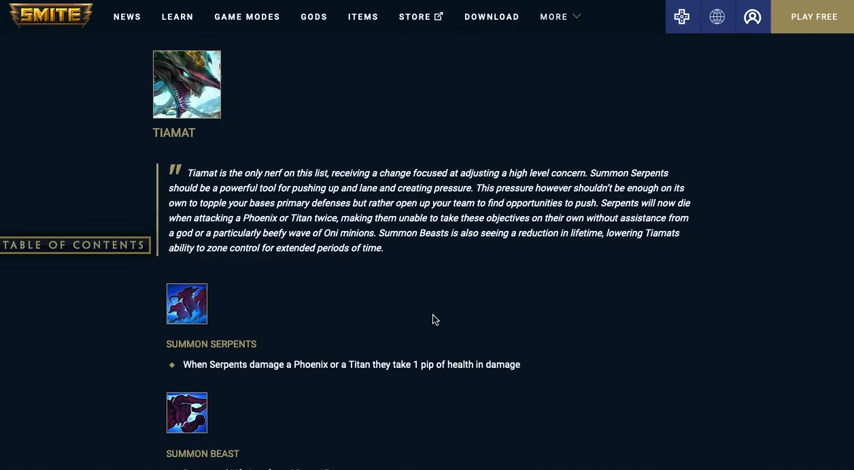 SMITE NEWS LEARN GAME MODES GODS ITEMS STORE DOWNLOAD MORE PLAY FREE
TIAMAT
" Tiamat is the only nerf on this list, receiving a change focused at adjusting a high level concern. Summon Serpents
should be a powerful tool for pushing up and lane and creating pressure. This pressure however shouldn't be enough on its
own to topple your bases primary defenses but rather open up your team to find opportunities to push. Serpents will now die
when attacking a Phoenix or Titan twice, making them unable to take these objectives on their own without assistance from
a god or a particularly beefy wave of Oni minions. Summon Beasts is also seeing a reduction in lifetime, lowering Tiamats
ability to zone control for extended periods of time.
TABLE OF CONTENTS
SUMMON SERPENTS
When Serpents damage a Phoenix or a Titan they take 1 pip of health in damage
SUMMON BEAST